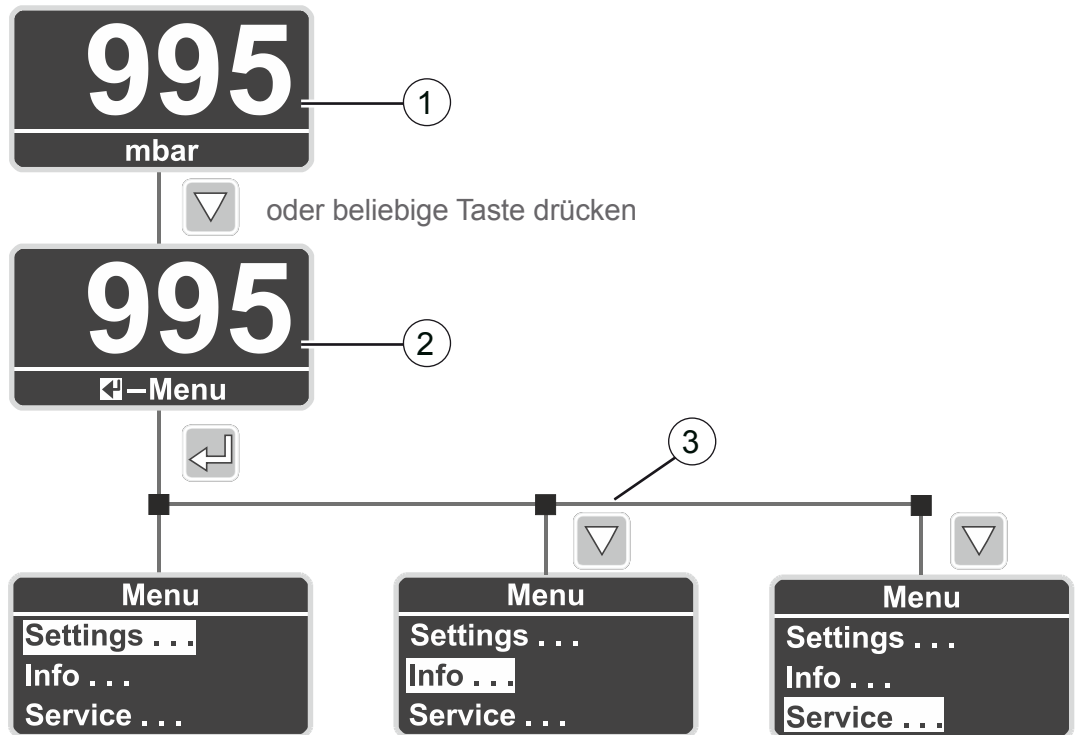 995
1
mbar
oder beliebige Taste drücken
995
2
–Menu
3
Menu
Settings . . .
Info . . .
Service . . .
Menu
Settings . . .
Info . . .
Service . . .
Menu
Settings . . .
Info . . .
Service . . .